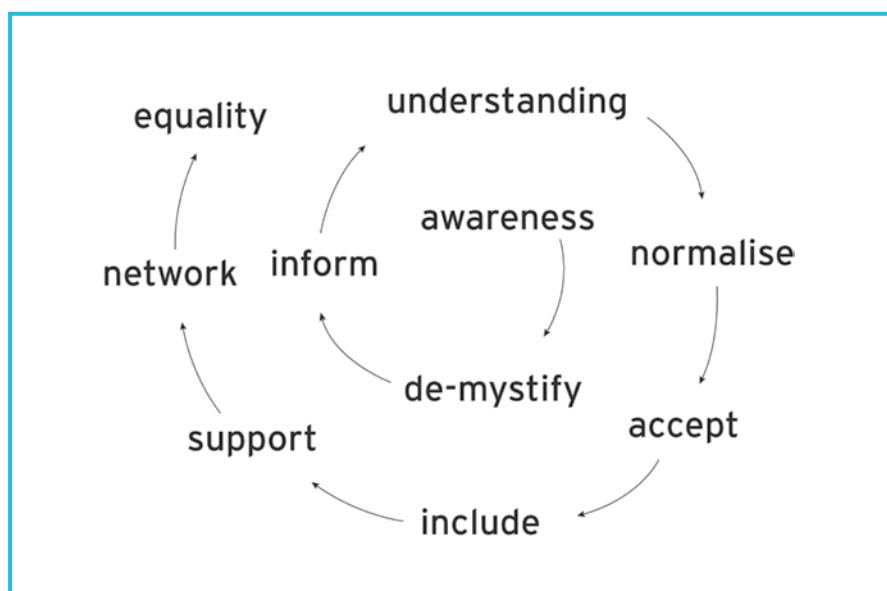 equality
understanding
awareness
normalise
network
inform
de-mystify
accept
support
include